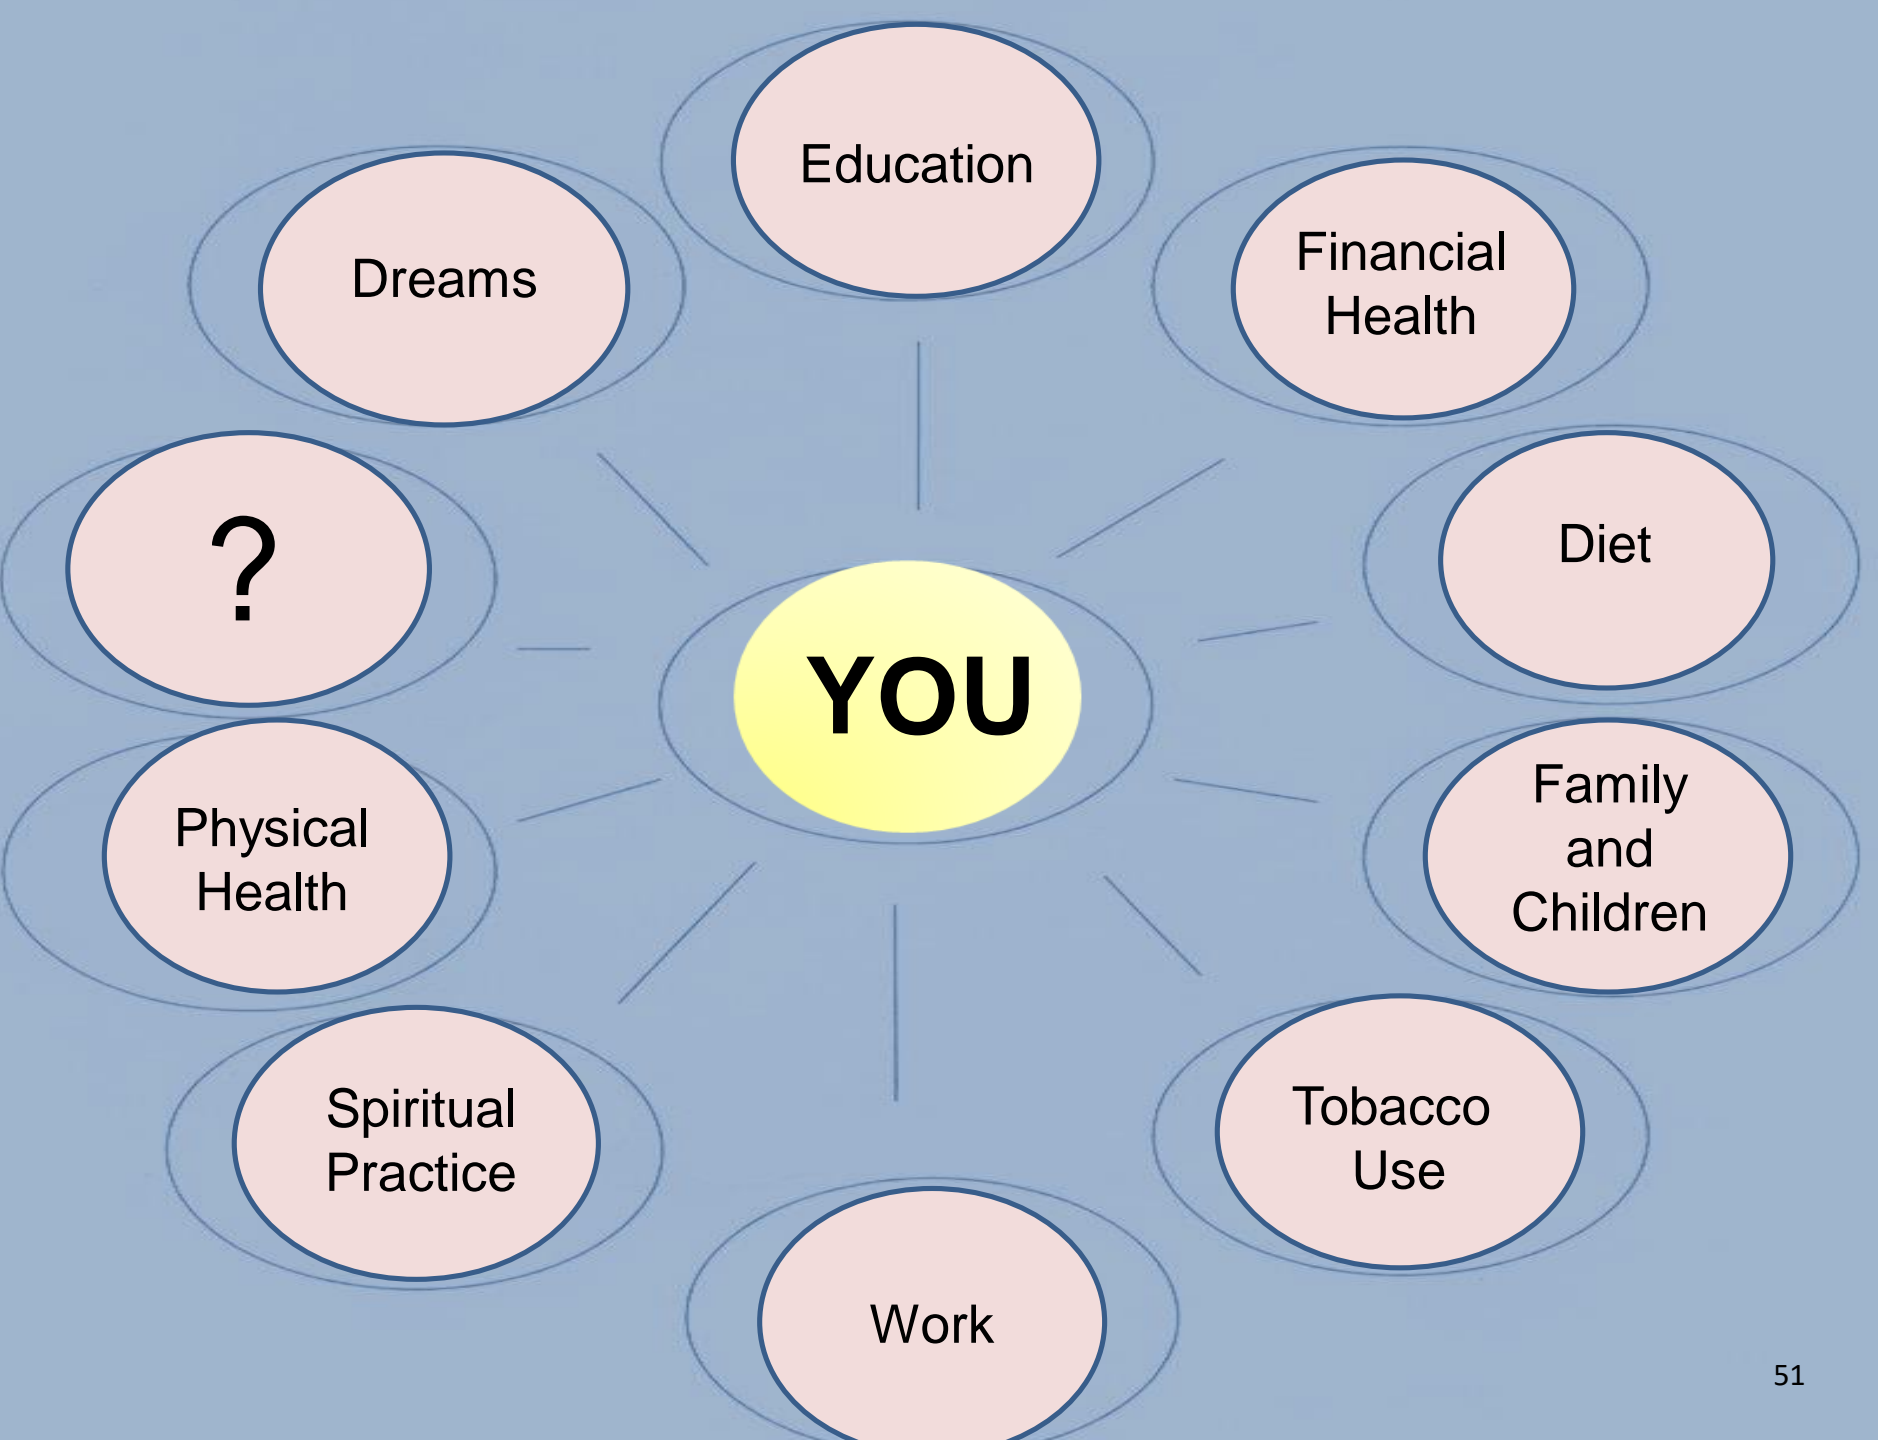 Education
Financial
Health
Dreams
Diet
?
YOU
Family
and
Children
Physical
Health
Tobacco
Use
Spiritual
Practice
Work
51